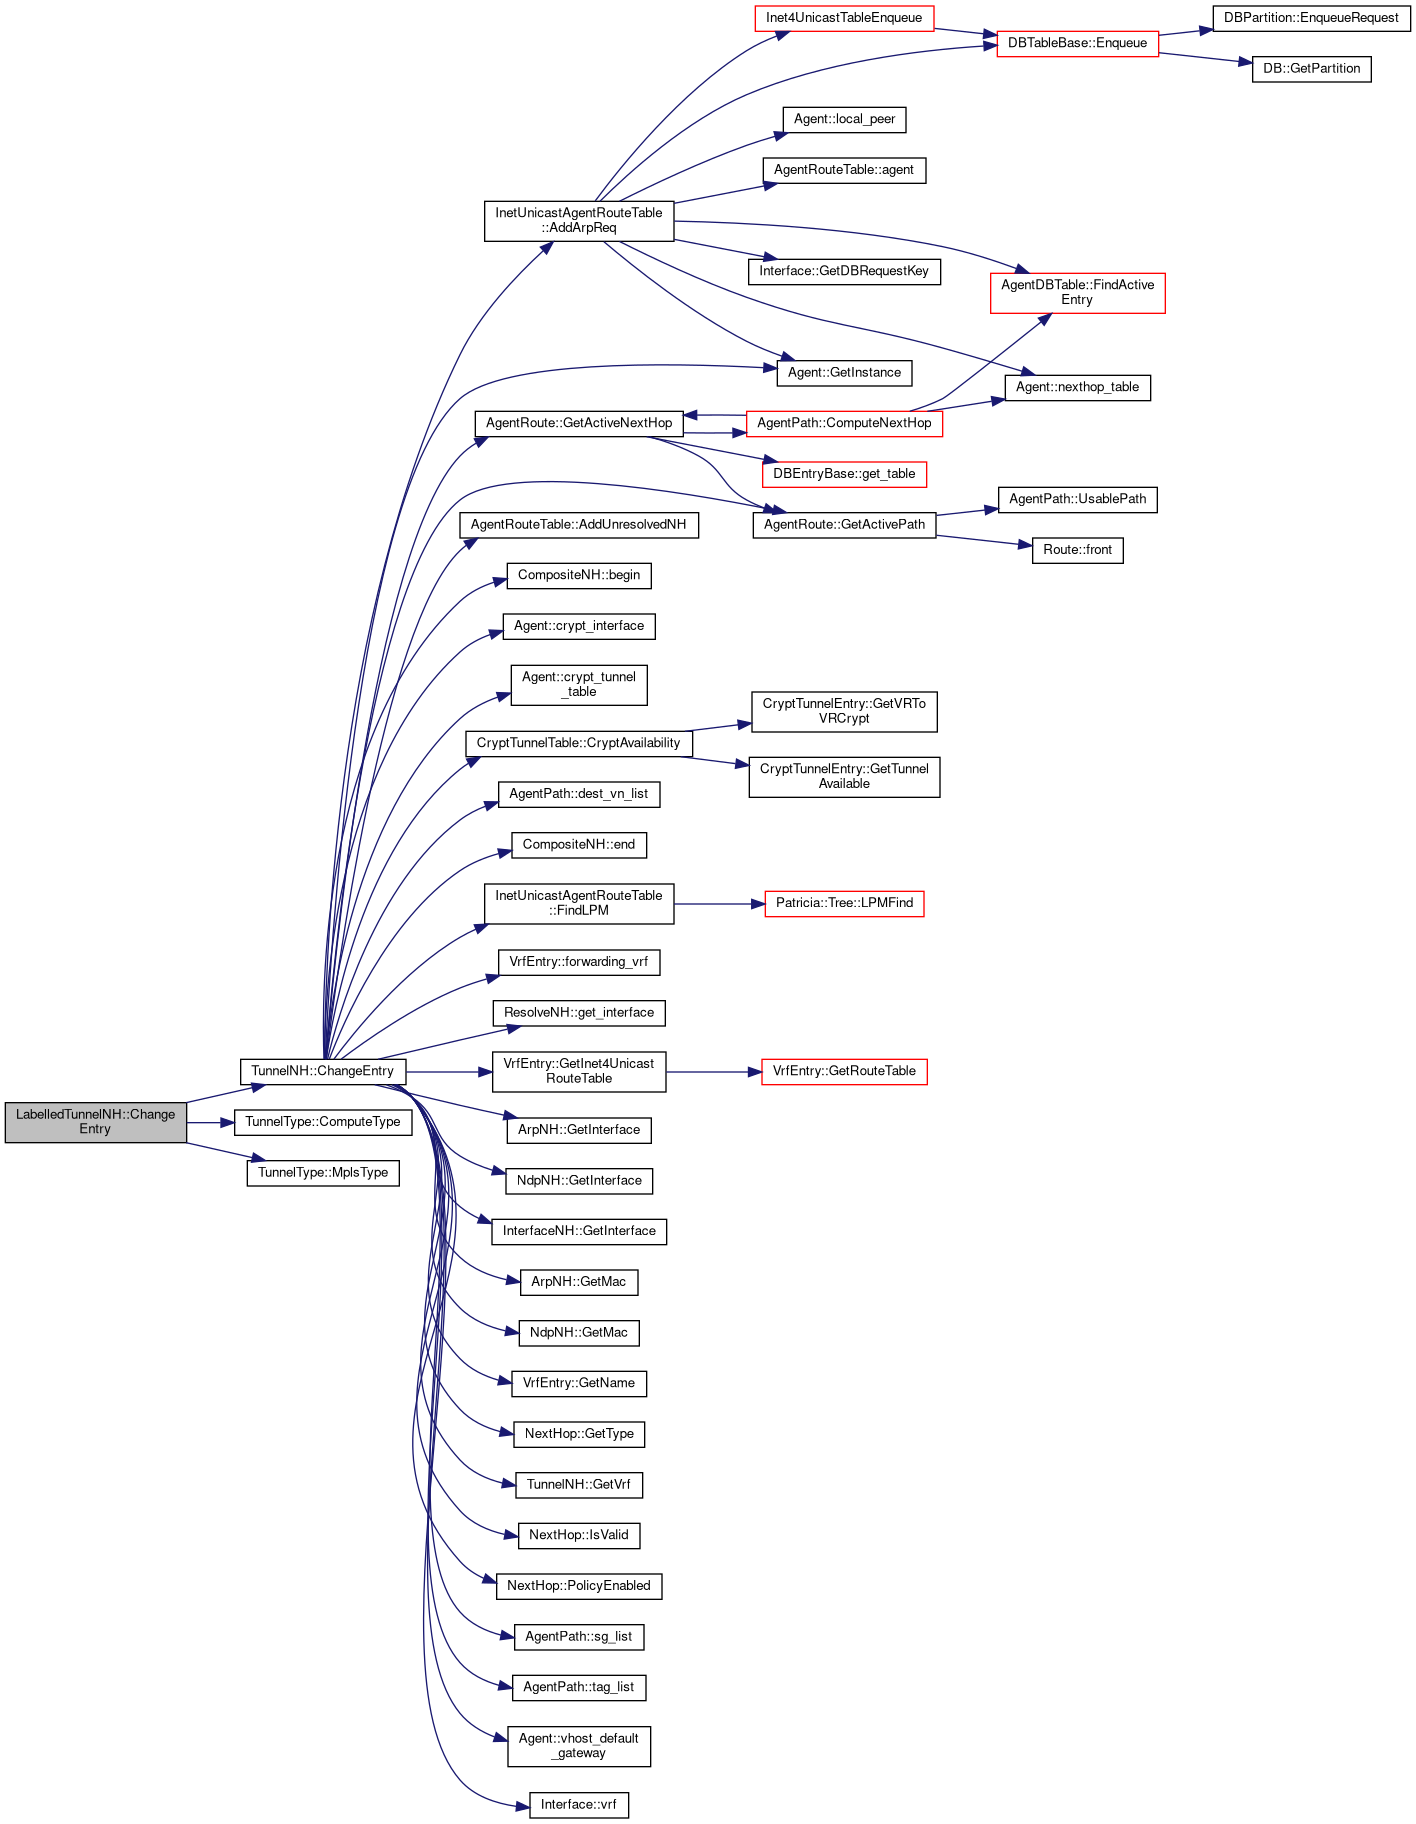 Inet4UnicastTableEnqueue
DBPartition::EnqueueRequest
DBTableBase::Enqueue
DB::GetPartition
Agent::local_peer
AgentRouteTable::agent
InetUnicastAgentRouteTable
::AddArpReq
Interface::GetDBRequestKey
AgentDBTable::FindActive
Entry
Agent::GetInstance
Agent::nexthop_table
AgentRoute::GetActiveNextHop
AgentPath::ComputeNextHop
DBEntryBase::get_table
AgentPath::UsablePath
AgentRouteTable::AddUnresolvedNH
AgentRoute::GetActivePath
Route::front
CompositeNH::begin
Agent::crypt_interface
Agent::crypt_tunnel
_table
CryptTunnelEntry::GetVRTo
VRCrypt
CryptTunnelTable::CryptAvailability
CryptTunnelEntry::GetTunnel
Available
AgentPath::dest_vn_list
CompositeNH::end
InetUnicastAgentRouteTable
::FindLPM
Patricia::Tree::LPMFind
VrfEntry::forwarding_vrf
ResolveNH::get_interface
TunnelNH::ChangeEntry
VrfEntry::GetInet4Unicast
RouteTable
VrfEntry::GetRouteTable
LabelledTunnelNH::Change
Entry
TunnelType::ComputeType
ArpNH::GetInterface
TunnelType::MplsType
NdpNH::GetInterface
InterfaceNH::GetInterface
ArpNH::GetMac
NdpNH::GetMac
VrfEntry::GetName
NextHop::GetType
TunnelNH::GetVrf
NextHop::IsValid
NextHop::PolicyEnabled
AgentPath::sg_list
AgentPath::tag_list
Agent::vhost_default
_gateway
Interface::vrf